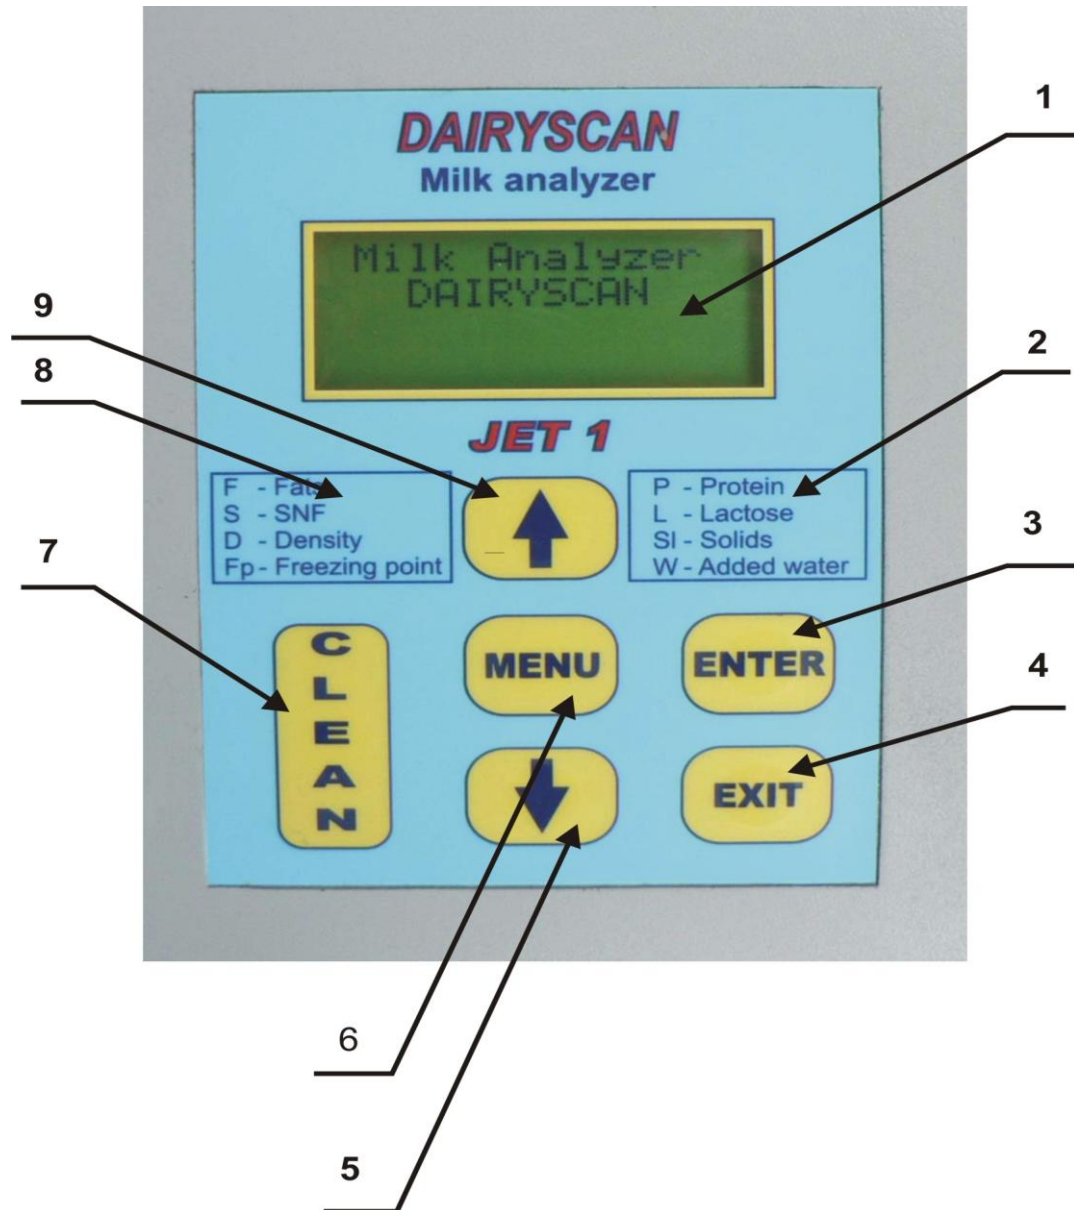 1
DAIRYSCAN
Milk analyzer
Milk Analyzer
DAIRYSCAN
9
2
8
JET 1
F - Fats
S - SNF
D - Density
Fp- Freezing point
P - Protein
L - Lactose
Sl - Solids
W - Added water
3
7
CLEAN
MENU
ENTER
4
EXIT
6
5